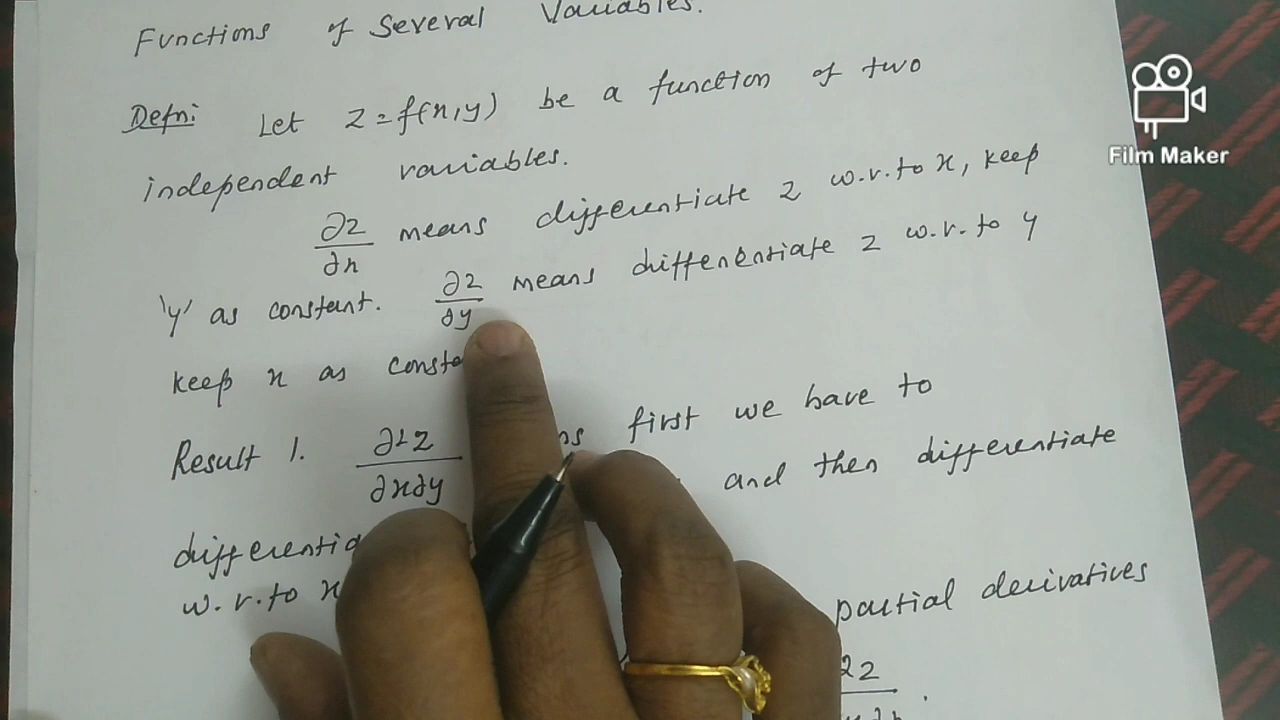 Functions of Several Variables.
Defn: Let z = f(x,y) be a function of two
independent variables.
∂z/∂x means differentiate z w.r.to x, keep
'y' as constant. ∂z/∂y means differentiate z w.r.to y
keep x as
Result 1. ∂²z/∂x∂y first we have to
and then differentiate
w.r.to x
partial derivatives
Film Maker